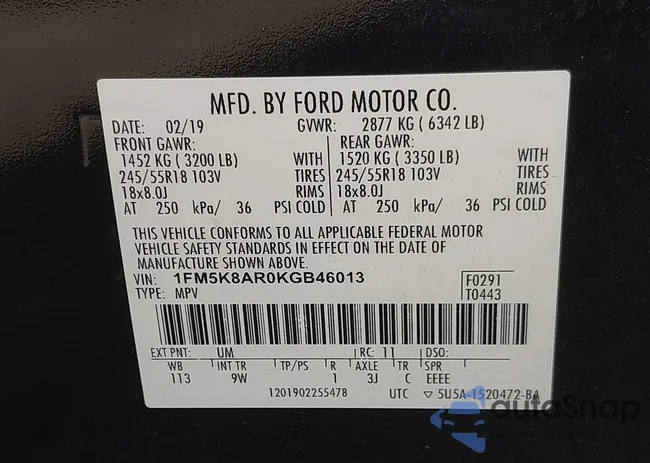 MFD. BY FORD MOTOR CO.
DATE: 02/19 GVWR: 2877 KG ( 6342 LB)
FRONT GAWR: REAR GAWR:
1452 KG ( 3200 LB) WITH 1520 KG ( 3350 LB) WITH
245/55R18 103V TIRES 245/55R18 103V TIRES
18x8.0J RIMS 18x8.0J RIMS
AT 250 kPa/ 36 PSI COLD AT 250 kPa/ 36 PSI COLD
THIS VEHICLE CONFORMS TO ALL APPLICABLE FEDERAL MOTOR
VEHICLE SAFETY STANDARDS IN EFFECT ON THE DATE OF
MANUFACTURE SHOWN ABOVE.
VIN: 1FM5K8AR0KGB46013 F0291
TYPE: MPV T0443
EXT PNT: UM RC: 11 DSO:
WB INT TR TP/PS R AXLE TR SPR
113 9W 1 3J C EEEE
1201902255478 UTC ▽ 5U5A-1520472-BA
autoSnap